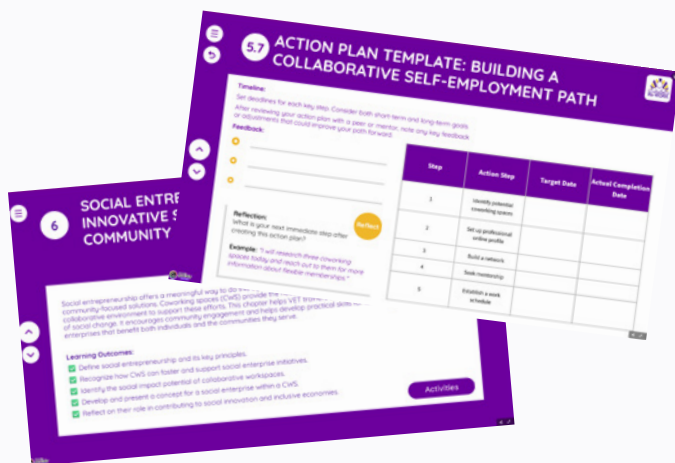 5.7
ACTION PLAN TEMPLATE: BUILDING A
COLLABORATIVE SELF-EMPLOYMENT PATH
Timeline:
Set deadlines for each key step. Consider both short-term and long-term goals.
After reviewing your action plan with a peer or mentor, note any key feedback
or adjustments that could improve your path forward.
Feedback:
Step Action Step Target Date Actual Completion
Date
1 Identify potential
coworking spaces
2 Set up professional
online profile
3 Build a network
4 Seek mentorship
5 Establish a work
schedule
Reflection:
What is your next immediate step after
creating this action plan?
Reflect
Example: "I will research three coworking
spaces today and reach out to them for more
information about flexible memberships."
6
SOCIAL ENTRE
INNOVATIVE S
COMMUNITY
Social entrepreneurship offers a meaningful way to do
community-focused solutions. Coworking spaces (CWS) provide the
collaborative environment to support these efforts. This chapter helps VET
of social change. It encourages community engagement and helps develop practical skills
enterprises that benefit both individuals and the communities they serve.
Learning Outcomes:
Define social entrepreneurship and its key principles.
Recognize how CWS can foster and support social enterprise initiatives.
Identify the social impact potential of collaborative workspaces.
Develop and present a concept for a social enterprise within a CWS.
Reflect on their role in contributing to social innovation and inclusive economies.
Activities